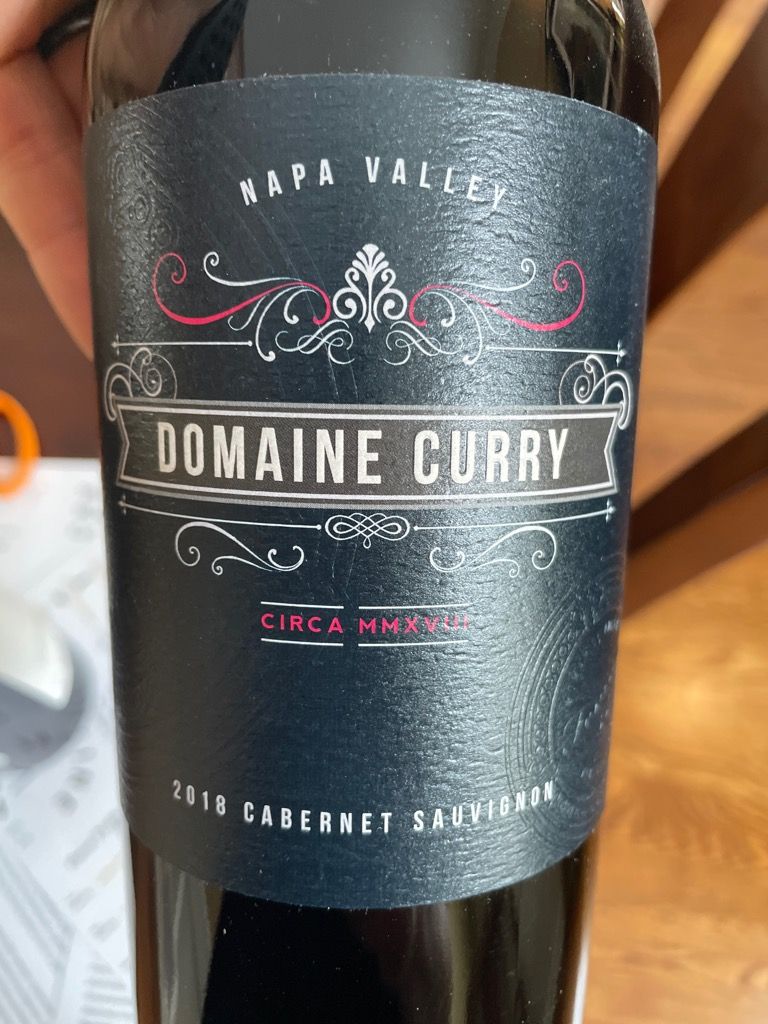 NAPA VALLEY
DOMAINE CURRY
CIRCA MMXVIII
2018 CABERNET SAUVIGNON